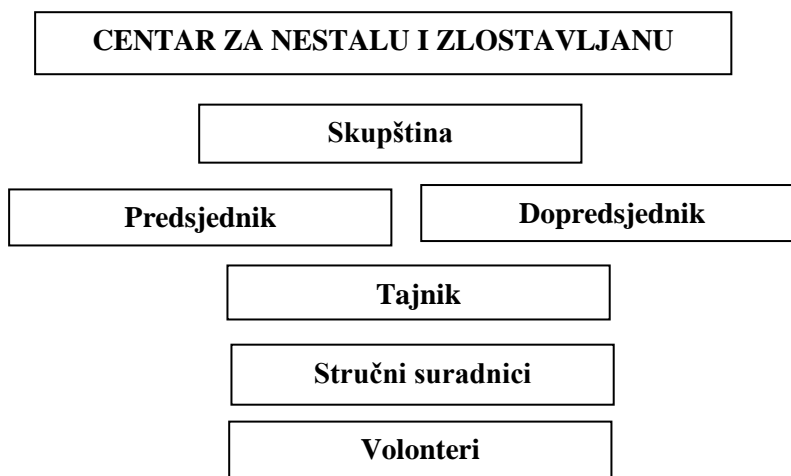 CENTAR ZA NESTALU I ZLOSTAVLJANU
Skupština
Predsjednik
Dopredsjednik
Tajnik
Stručni suradnici
Volonteri